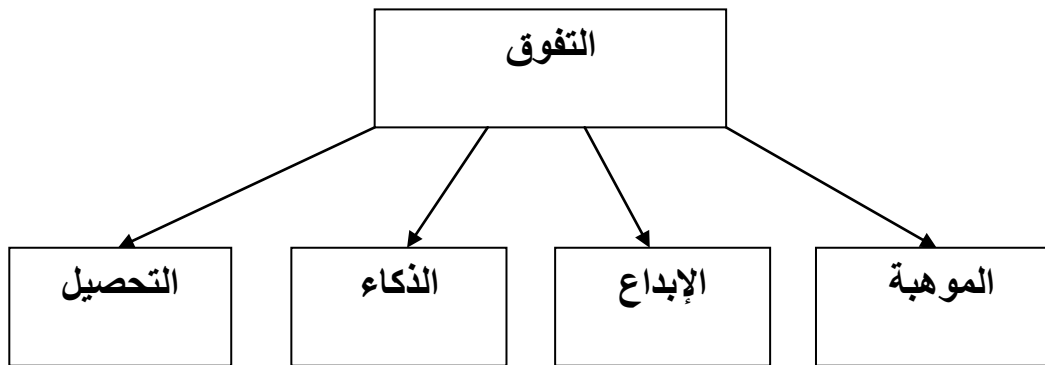 التفوق
الموهبة
الإبداع
الذكاء
التحصيل